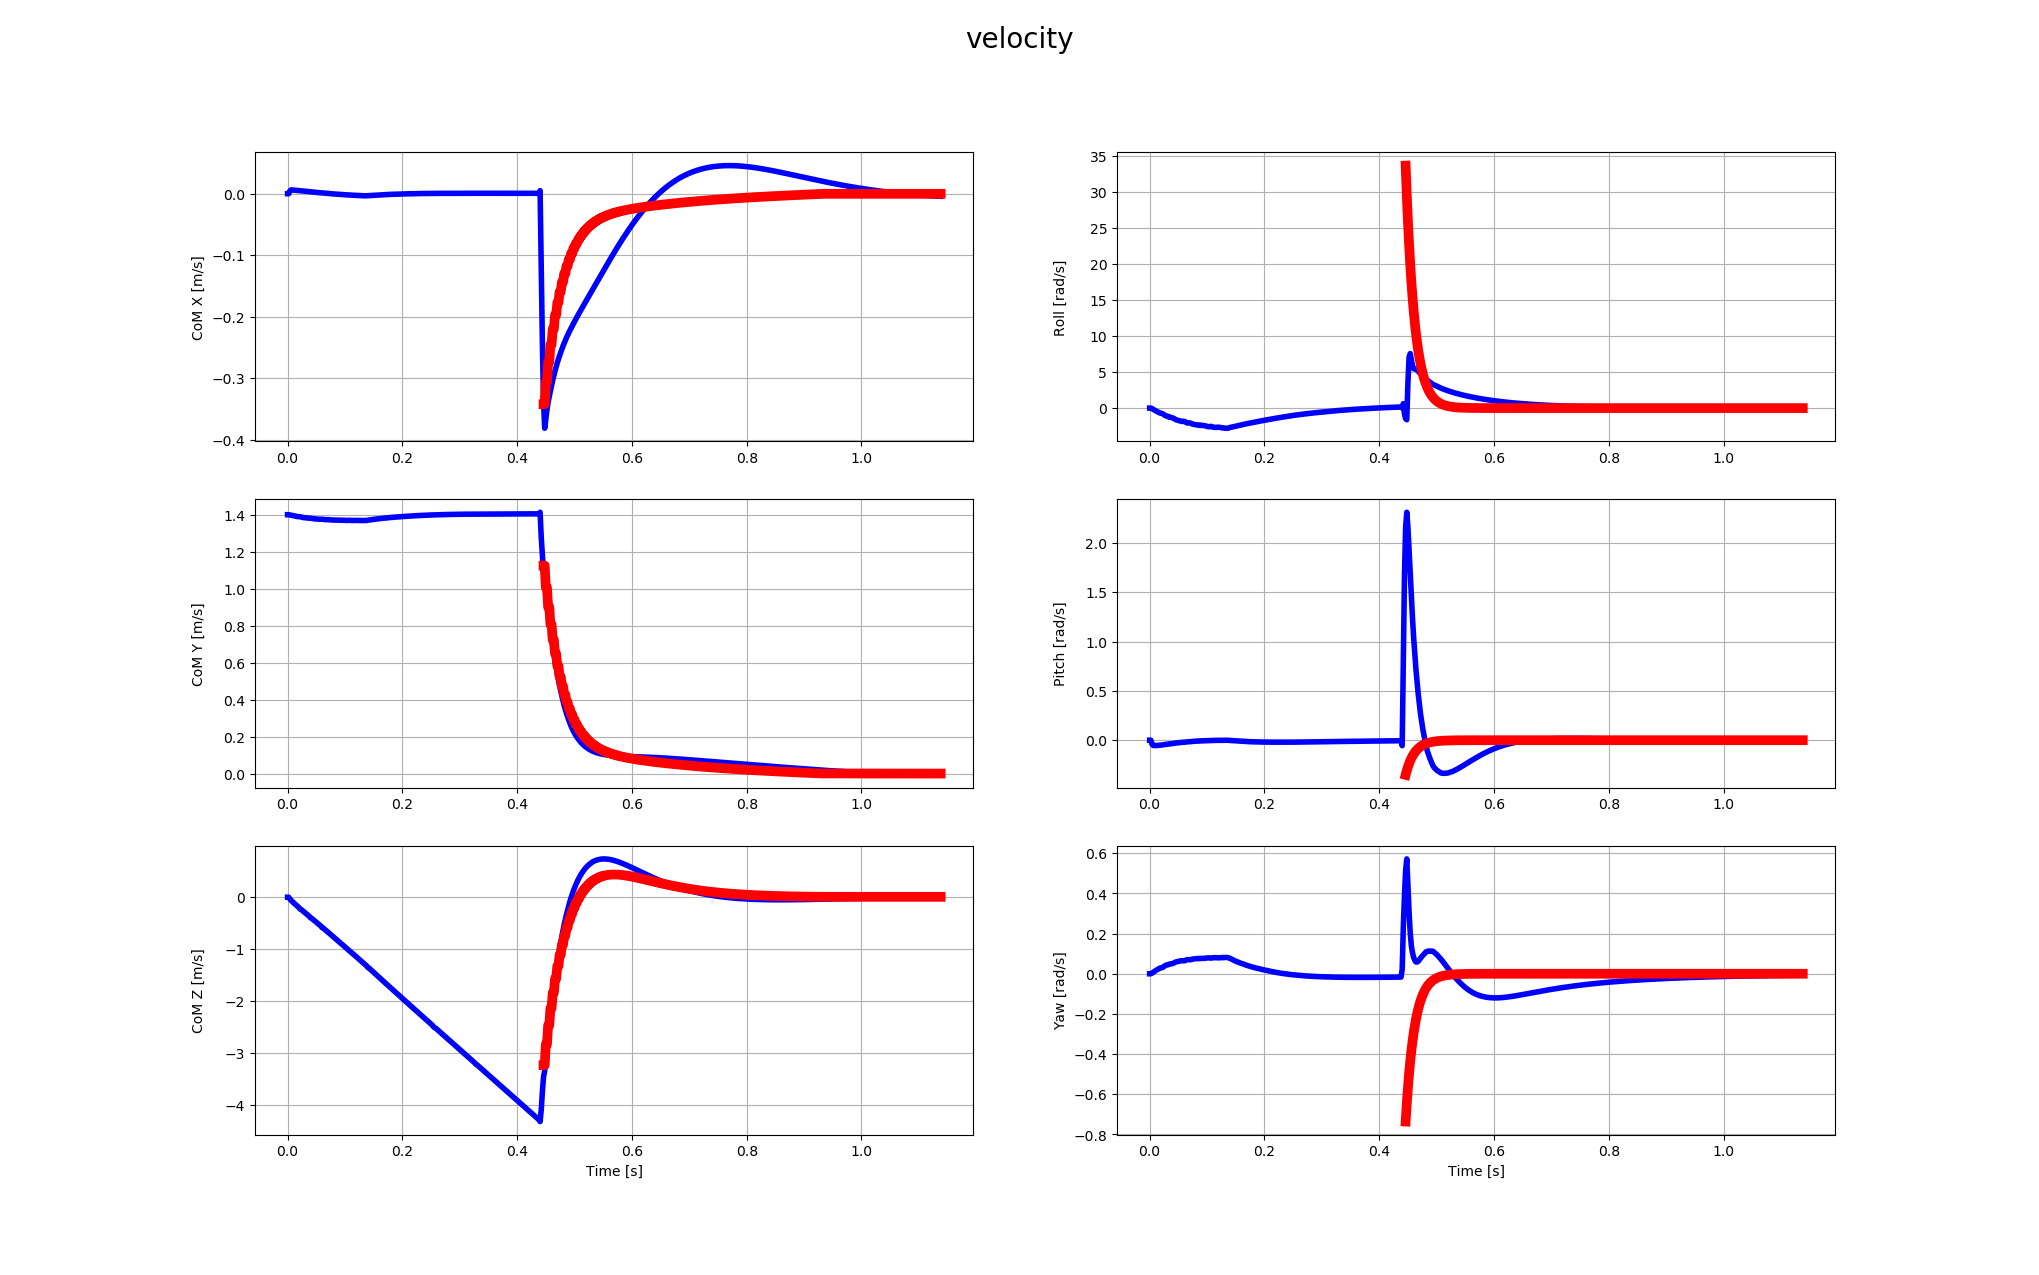 velocity
CoM X [m/s]
0.0
−0.1
−0.2
−0.3
−0.4
0.0 0.2 0.4 0.6 0.8 1.0
Roll [rad/s]
35
30
25
20
15
10
5
0
0.0 0.2 0.4 0.6 0.8 1.0
CoM Y [m/s]
1.4
1.2
1.0
0.8
0.6
0.4
0.2
0.0
0.0 0.2 0.4 0.6 0.8 1.0
Pitch [rad/s]
2.0
1.5
1.0
0.5
0.0
0.0 0.2 0.4 0.6 0.8 1.0
CoM Z [m/s]
0
−1
−2
−3
−4
0.0 0.2 0.4 0.6 0.8 1.0
Time [s]
Yaw [rad/s]
0.6
0.4
0.2
0.0
−0.2
−0.4
−0.6
−0.8
0.0 0.2 0.4 0.6 0.8 1.0
Time [s]